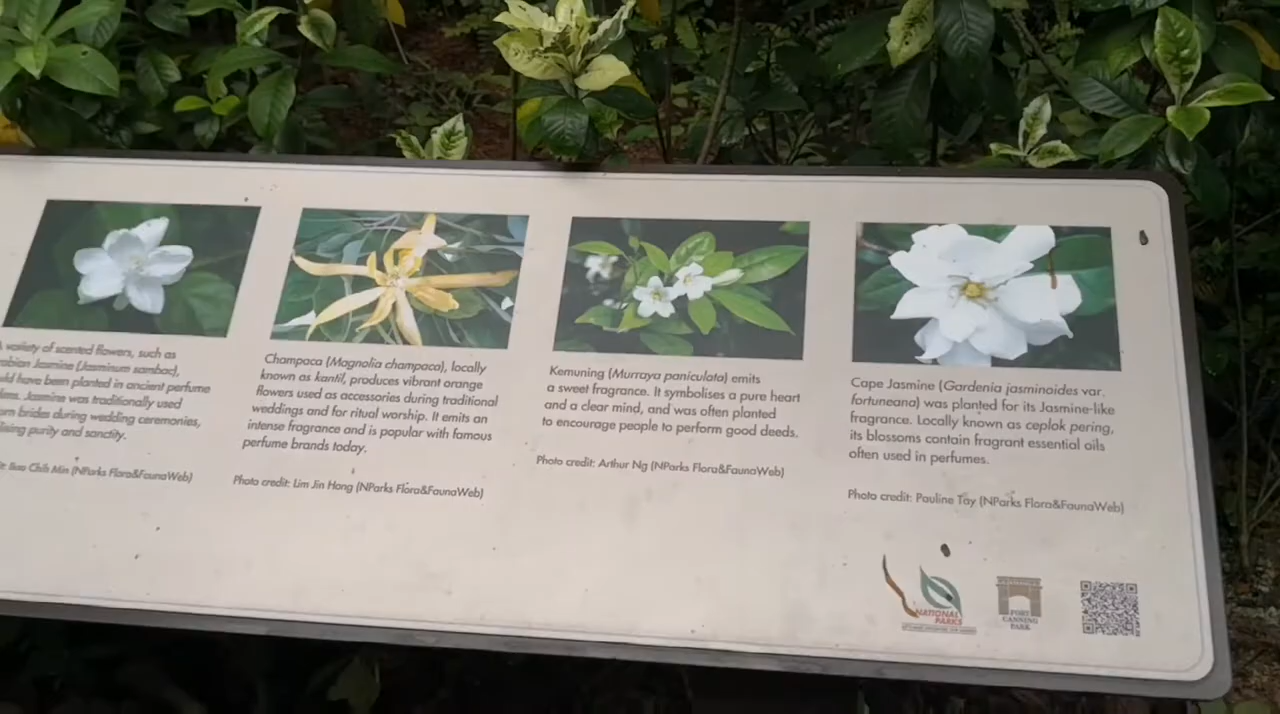 variety of scented flowers, such as
Jasmine (Jasminum sambac),
have been planted in ancient perfume
Jasmine was traditionally used
brides during wedding ceremonies,
purity and sanctity.
Chih Min (NParks Flora&FaunaWeb)
Champaca (Magnolia champaca), locally
known as kantil, produces vibrant orange
flowers used as accessories during traditional
weddings and for ritual worship. It emits an
intense fragrance and is popular with famous
perfume brands today.
Photo credit: Lim Jin Hong (NParks Flora&FaunaWeb)
Kemuning (Murraya paniculata) emits
a sweet fragrance. It symbolises a pure heart
and a clear mind, and was often planted
to encourage people to perform good deeds.
Photo credit: Arthur Ng (NParks Flora&FaunaWeb)
Cape Jasmine (Gardenia jasminoides var.
fortuneana) was planted for its Jasmine-like
fragrance. Locally known as ceplok pering,
its blossoms contain fragrant essential oils
often used in perfumes.
Photo credit: Pauline Tay (NParks Flora&FaunaWeb)
NATIONAL
PARKS
FORT
CANNING
PARK